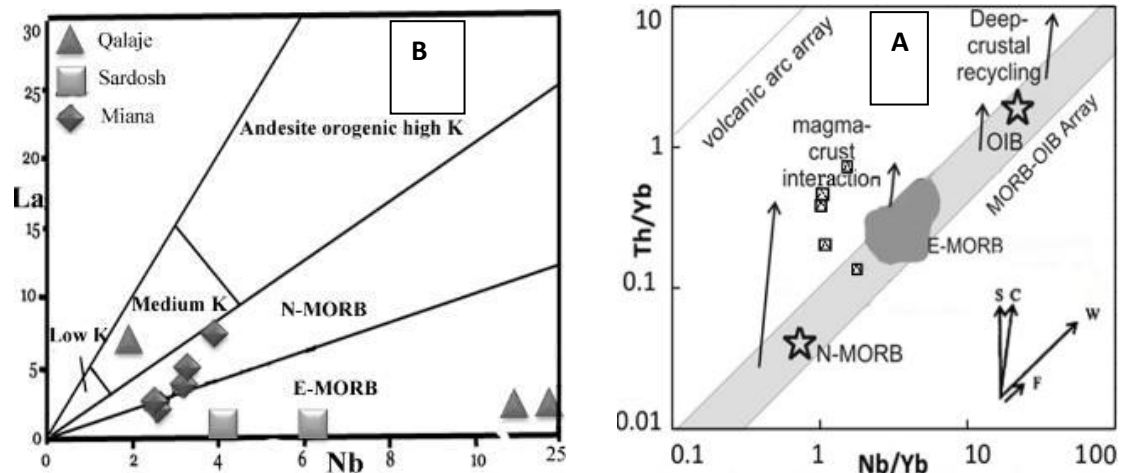 30
25
20
La
15
10
5
0
Qalaje
Sardosh
Miana
B
Andesite orogenic high K
Medium K
Low K
N-MORB
E-MORB
0
2
4
6
8
10
25
Nb
10
1
0.1
0.01
Th/Yb
A
Deep-
crustal
recycling
volcanic arc array
magma-
crust
interaction
OIB
MORB-OIB Array
E-MORB
N-MORB
S
C
W
F
0.1
1
10
100
Nb/Yb